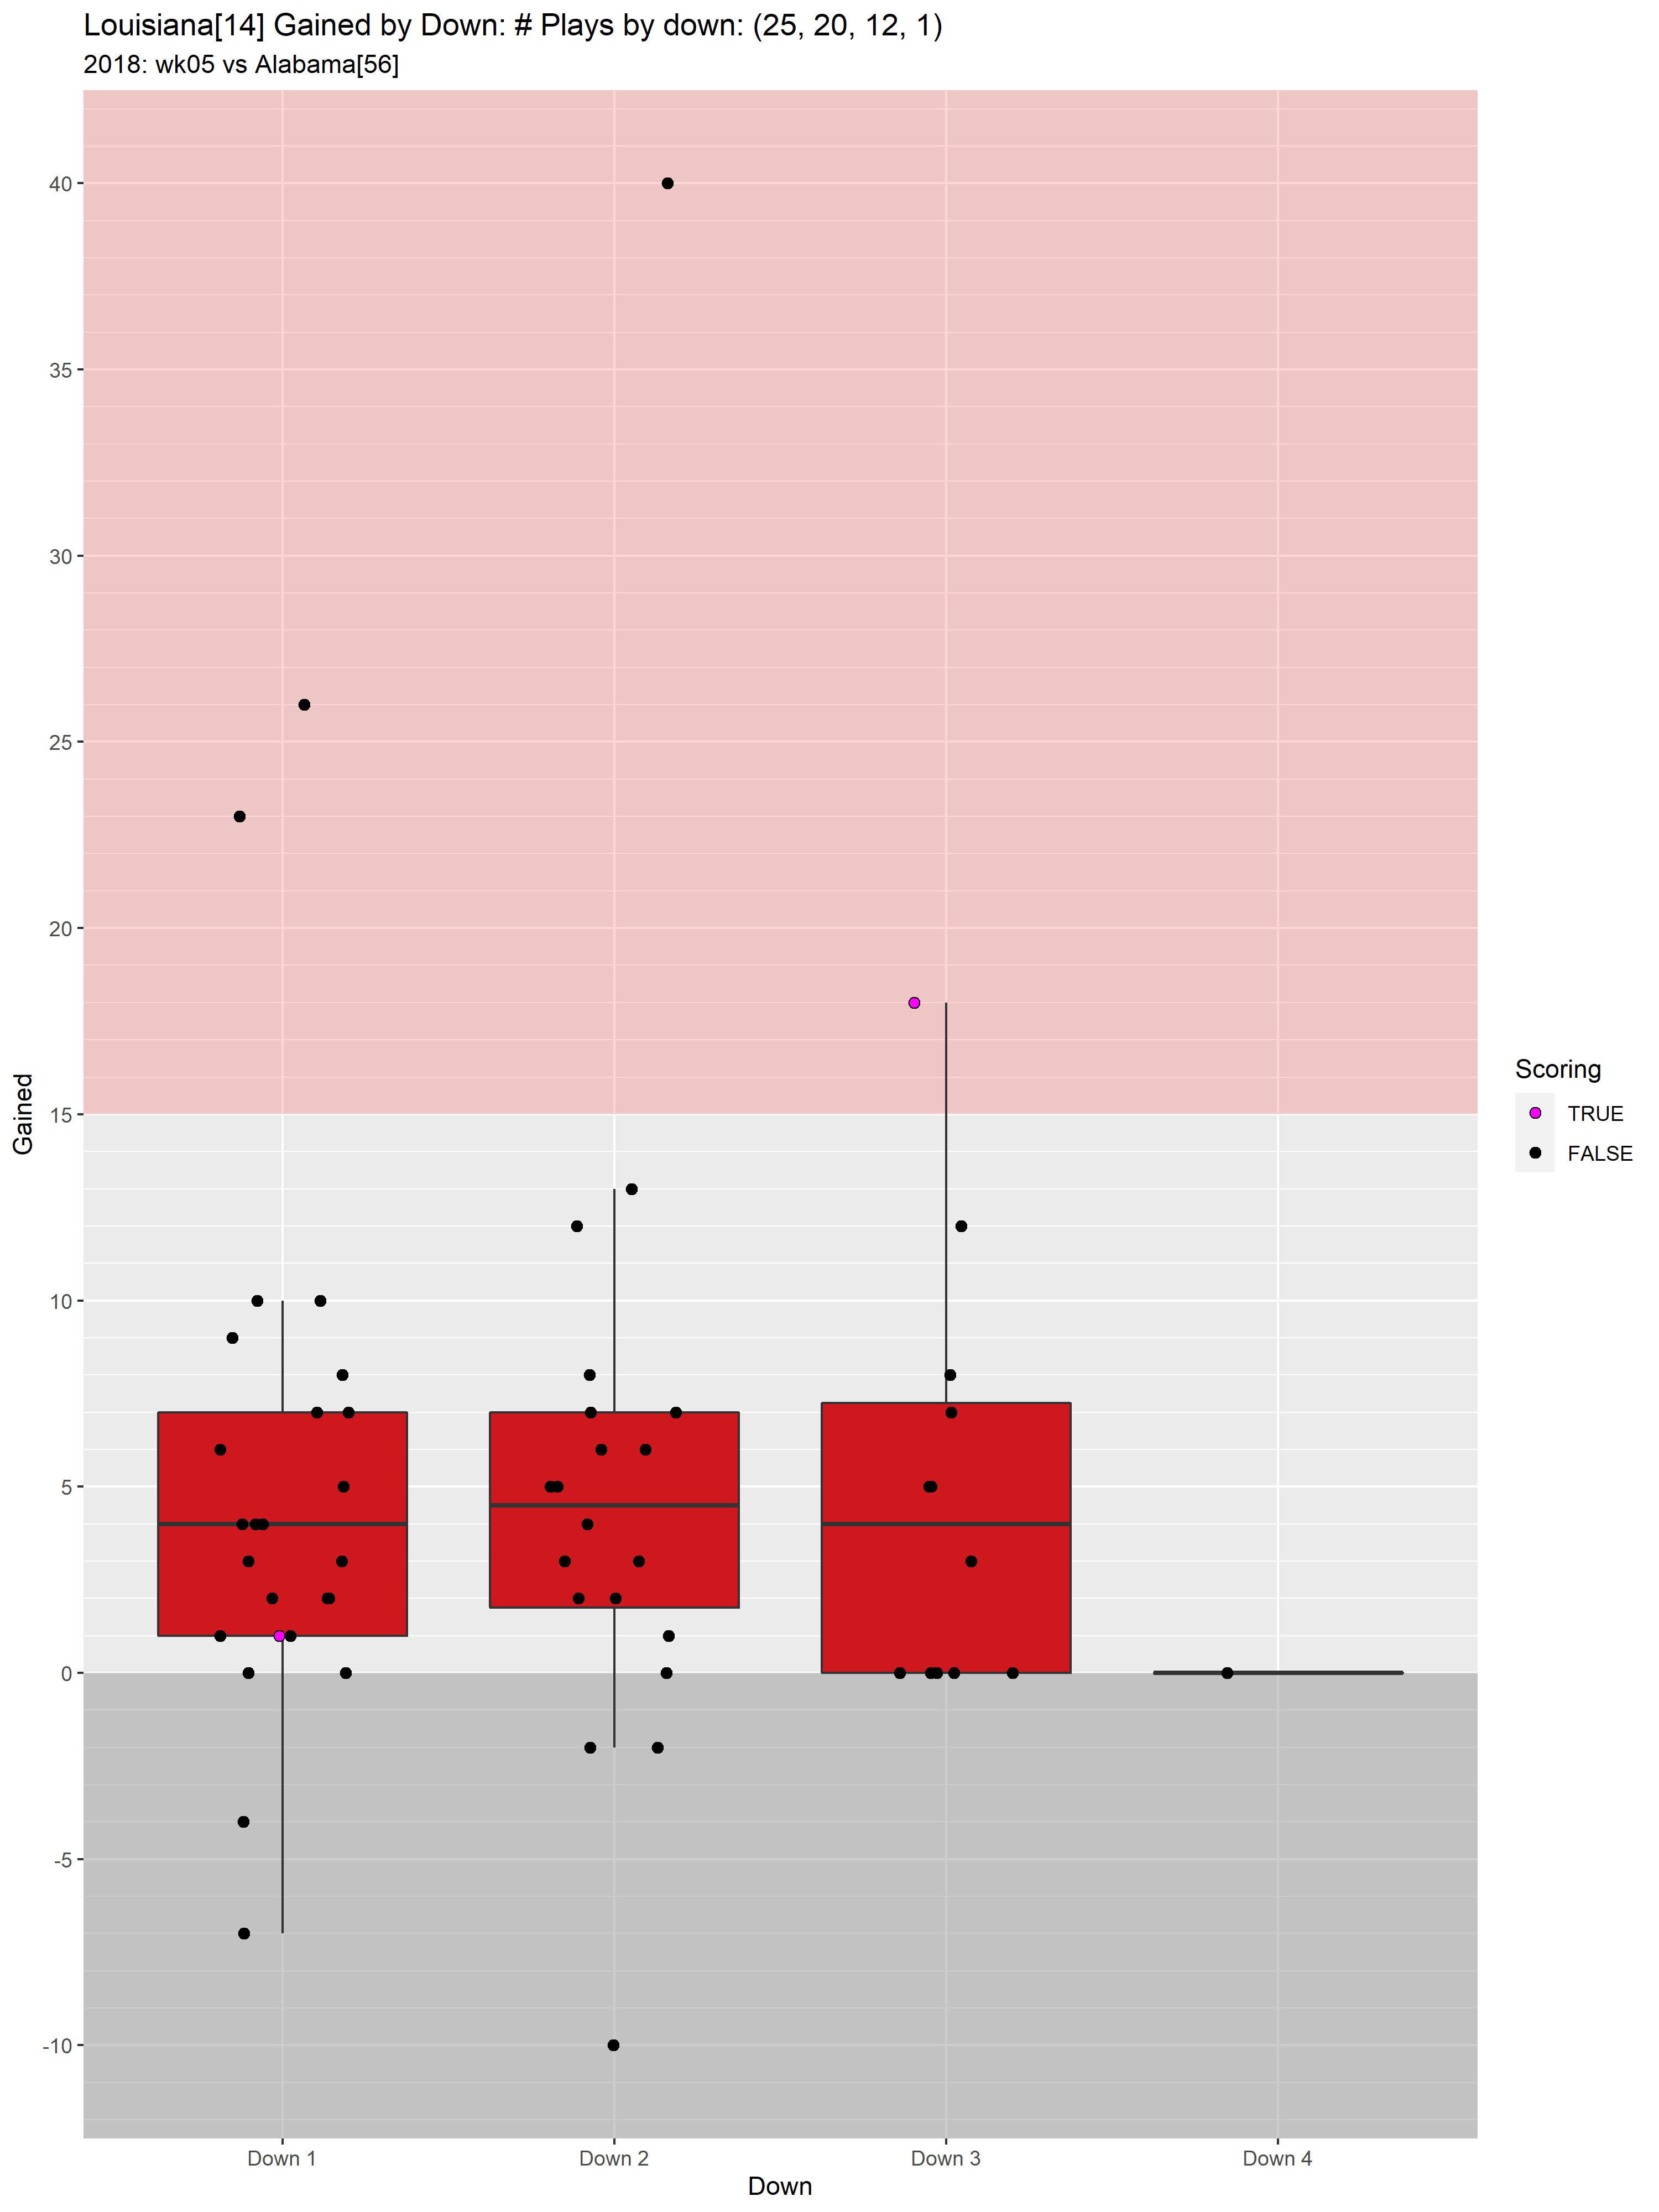 Louisiana[14] Gained by Down: # Plays by down: (25, 20, 12, 1)
2018: wk05 vs Alabama[56]
Gained
40
35
30
25
20
15
10
5
0
-5
-10
Down 1
Down 2
Down 3
Down 4
Down
Scoring
TRUE
FALSE